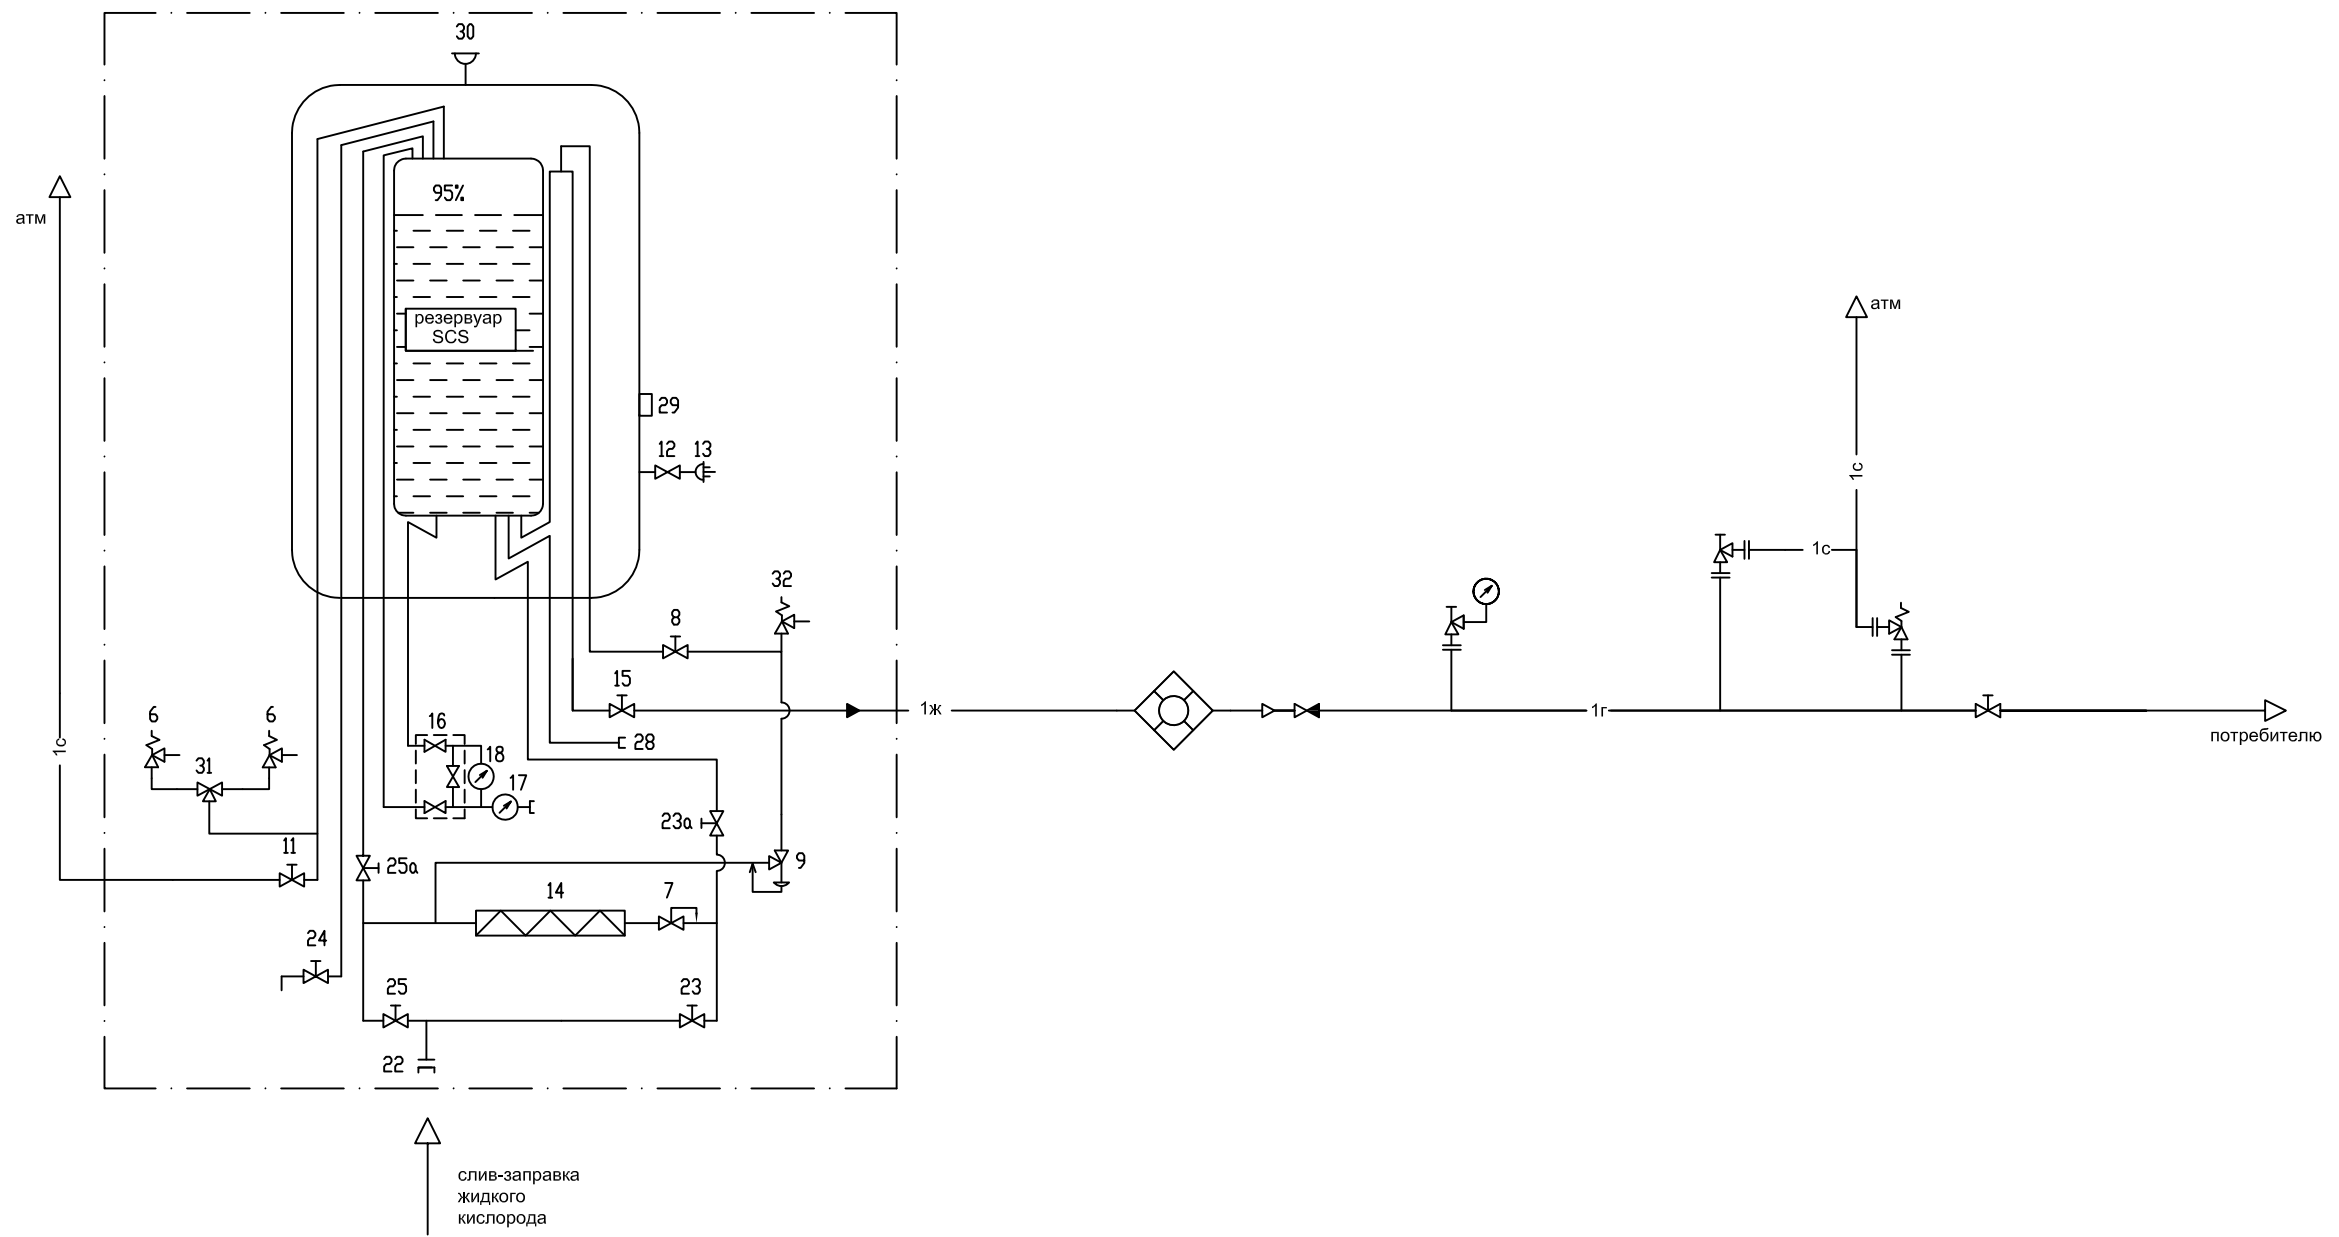 30
95%
атм
резервуар
SCS
атм
29
12
13
1с
1с
32
8
15
1ж
1г
потребителю
6
6
16
28
18
1с
31
17
23а
11
25а
9
14
7
24
25
23
22
слив-заправка
жидкого
кислорода